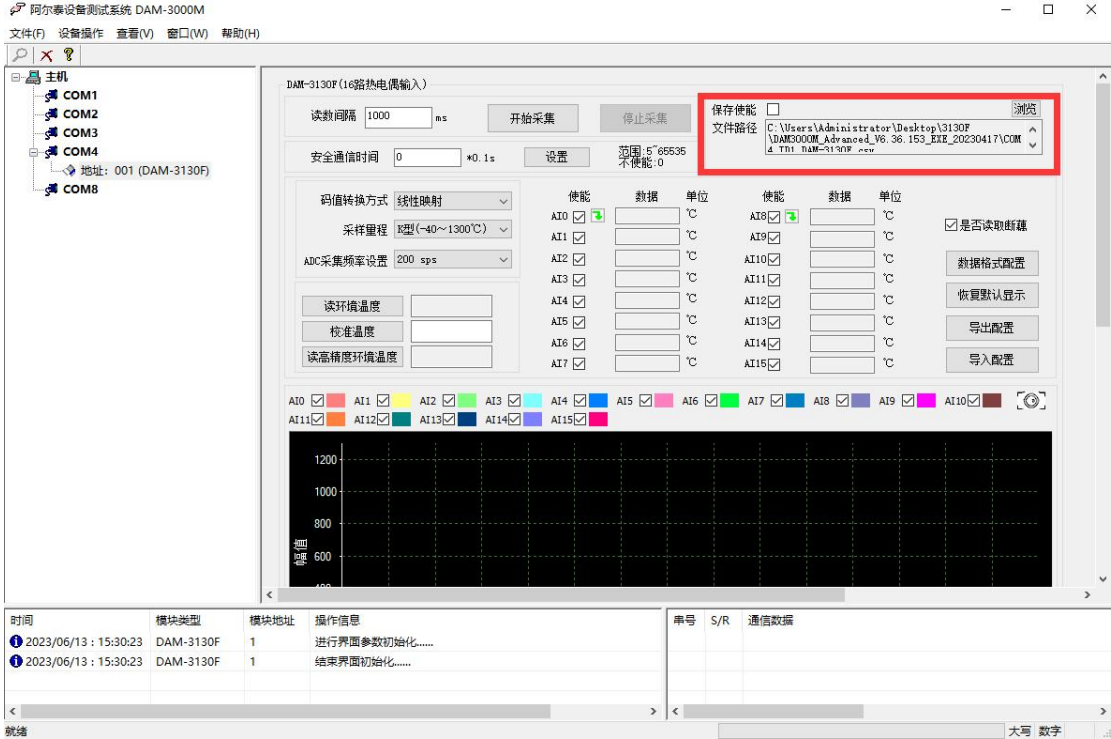 阿尔泰设备测试系统 DAM-3000M
文件(F) 设备操作 查看(V) 窗口(W) 帮助(H)
主机
COM1
COM2
COM3
COM4
地址: 001 (DAM-3130F)
COM8
DAM-3130F(16路热电偶输入)
读数间隔 1000 ms 开始采集 停止采集
安全通信时间 0 *0.1s 设置 范围:5~65535
不使能:0
保存使能 浏览
文件路径 C:\Users\Administrator\Desktop\3130F
\DAM3000M_Advanced_V6.36.153_EXE_20230417\COM
4_ID1_DAM-3130F.csv
码值转换方式 线性映射
采样量程 K型(-40~1300℃)
ADC采集频率设置 200 sps
读环境温度
校准温度
读高精度环境温度
使能 数据 单位 使能 数据 单位
AI0 ℃ AI8 ℃
AI1 ℃ AI9 ℃
AI2 ℃ AI10 ℃
AI3 ℃ AI11 ℃
AI4 ℃ AI12 ℃
AI5 ℃ AI13 ℃
AI6 ℃ AI14 ℃
AI7 ℃ AI15 ℃
是否读取断耦
数据格式配置
恢复默认显示
导出配置
导入配置
AI0 AI1 AI2 AI3 AI4 AI5 AI6 AI7 AI8 AI9 AI10
AI11 AI12 AI13 AI14 AI15
1200
1000
800
600
400
幅值
时间 模块类型 模块地址 操作信息
2023/06/13 : 15:30:23 DAM-3130F 1 进行界面参数初始化......
2023/06/13 : 15:30:23 DAM-3130F 1 结束界面初始化......
串号 S/R 通信数据
就绪 大写 数字